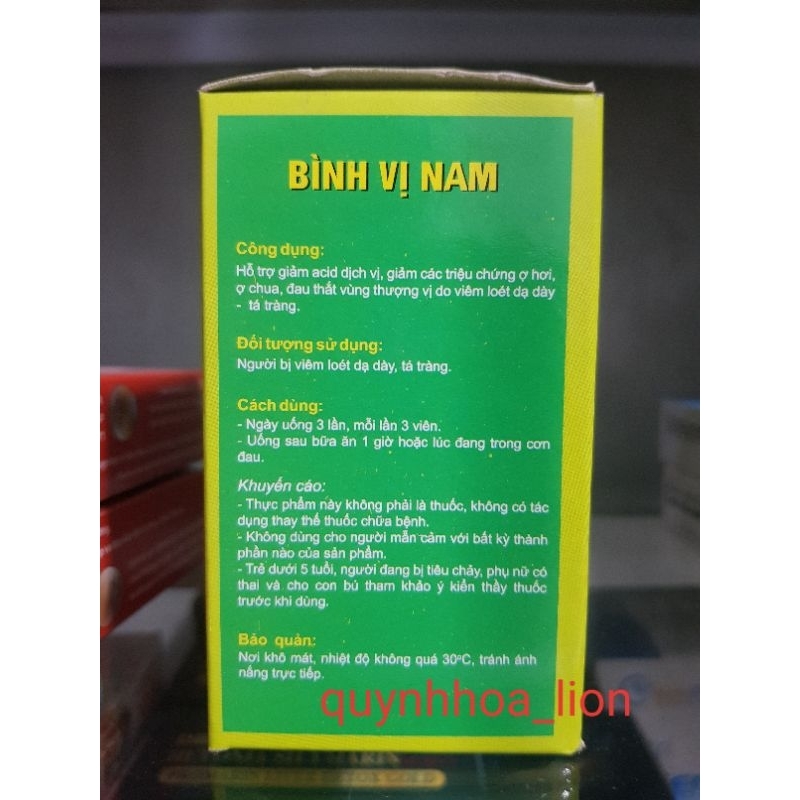 BÌNH VỊ NAM
Công dụng:
Hỗ trợ giảm acid dịch vị, giảm các triệu chứng ợ hơi,
ợ chua, đau thắt vùng thượng vị do viêm loét dạ dày
- tá tràng.
Đối tượng sử dụng:
Người bị viêm loét dạ dày, tá tràng.
Cách dùng:
- Ngày uống 3 lần, mỗi lần 3 viên.
- Uống sau bữa ăn 1 giờ hoặc lúc đang trong cơn
đau.
Khuyến cáo:
- Thực phẩm này không phải là thuốc, không có tác
dụng thay thế thuốc chữa bệnh.
- Không dùng cho người mẫn cảm với bất kỳ thành
phần nào của sản phẩm.
- Trẻ dưới 5 tuổi, người đang bị tiêu chảy, phụ nữ có
thai và cho con bú tham khảo ý kiến thầy thuốc
trước khi dùng.
Bảo quản:
Nơi khô mát, nhiệt độ không quá 30°C, tránh ánh
nắng trực tiếp.
quynhhoa_lion